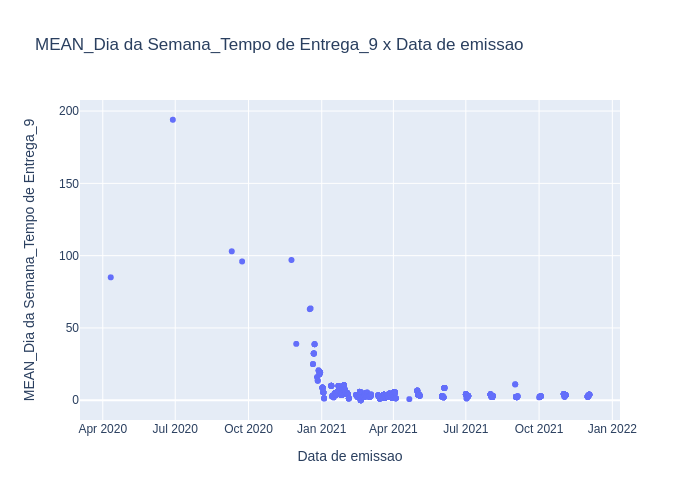 MEAN_Dia da Semana_Tempo de Entrega_9 x Data de emissao
MEAN_Dia da Semana_Tempo de Entrega_9
200
150
100
50
0
Apr 2020 Jul 2020 Oct 2020 Jan 2021 Apr 2021 Jul 2021 Oct 2021 Jan 2022
Data de emissao